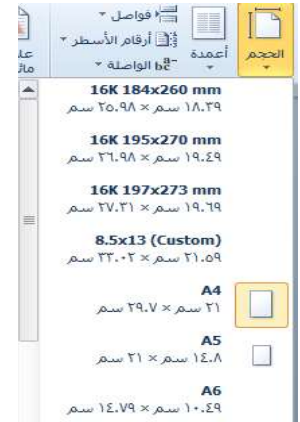 فواصل
أرقام الأسطر
الواصلة
أعمدة
الحجم
16K 184x260 mm
١٨.٣٩ سم × ٢٥.٩٨ سم
16K 195x270 mm
١٩.٤٩ سم × ٢٦.٩٨ سم
16K 197x273 mm
١٩.٦٩ سم × ٢٧.٣١ سم
8.5x13 (Custom)
٢١.٥٩ سم × ٣٣.٠٢ سم
A4
٢١ سم × ٢٩.٧ سم
A5
١٤.٨ سم × ٢١ سم
A6
١٠.٤٩ سم × ١٤.٧٩ سم